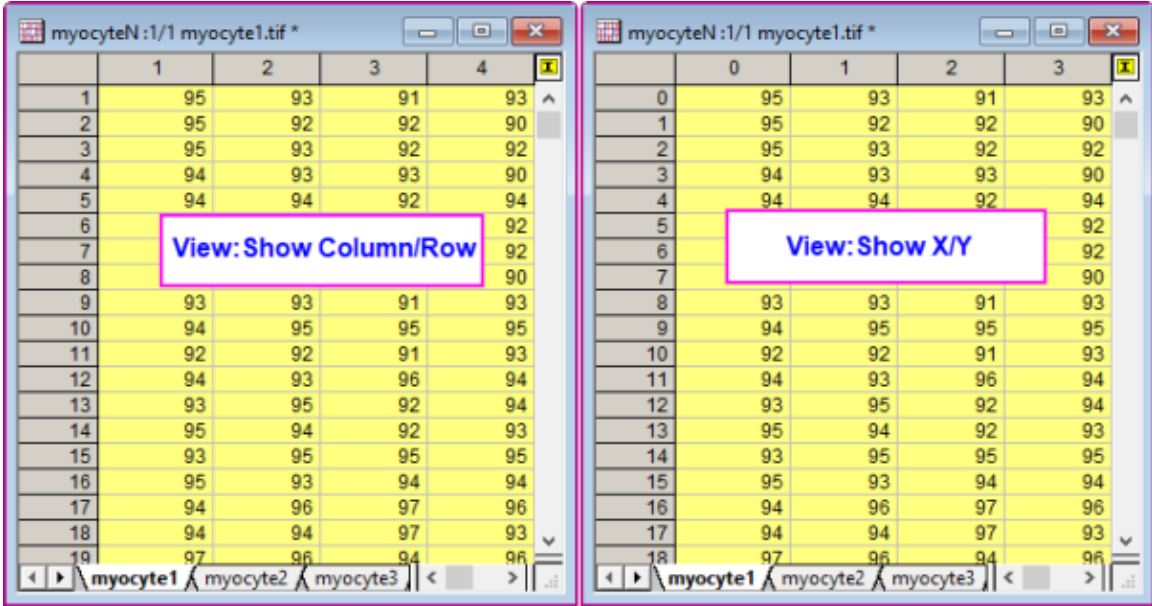 myocyteN :1/1 myocyte1.tif *
1 2 3 4
1 95 93 91 93
2 95 92 92 90
3 95 93 92 92
4 94 93 93 90
5 94 94 92 94
6 92
7 92
8 90
View: Show Column/Row
9 93 93 91 93
10 94 95 95 95
11 92 92 91 93
12 94 93 96 94
13 93 95 92 94
14 95 94 92 93
15 93 95 95 95
16 95 93 94 94
17 94 96 97 96
18 94 94 97 93
19 97 96 94 96
myocyte1 myocyte2 myocyte3
myocyteN :1/1 myocyte1.tif *
0 1 2 3
0 95 93 91 93
1 95 92 92 90
2 95 93 92 92
3 94 93 93 90
4 94 94 92 94
5 92
6 92
7 90
View: Show X/Y
8 93 93 91 93
9 94 95 95 95
10 92 92 91 93
11 94 93 96 94
12 93 95 92 94
13 95 94 92 93
14 93 95 95 95
15 95 93 94 94
16 94 96 97 96
17 94 94 97 93
18 97 96 94 96
myocyte1 myocyte2 myocyte3